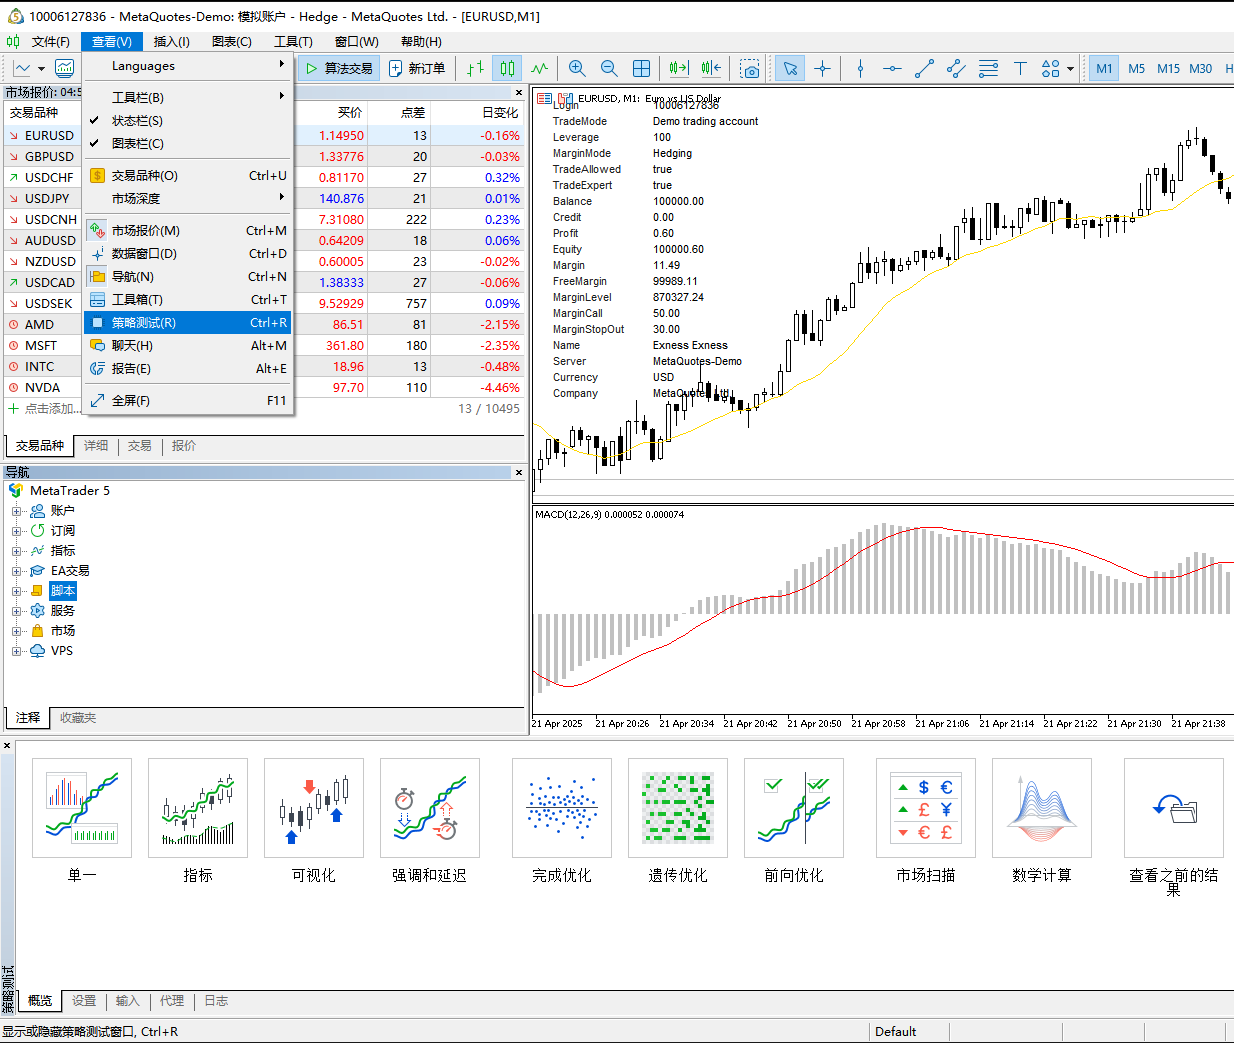 10006127836 - MetaQuotes-Demo: 模拟账户 - Hedge - MetaQuotes Ltd. - [EURUSD,M1]
文件(F) 查看(V) 插入(I) 图表(C) 工具(T) 窗口(W) 帮助(H)
算法交易 新订单 M1 M5 M15 M30 H
Languages
工具栏(B)
状态栏(S)
图表栏(C)
交易品种(O) Ctrl+U
市场深度
市场报价(M) Ctrl+M
数据窗口(D) Ctrl+D
导航(N) Ctrl+N
工具箱(T) Ctrl+T
策略测试(R) Ctrl+R
聊天(H) Alt+M
报告(E) Alt+E
全屏(F) F11
市场报价: 04:5
交易品种 买价 点差 日变化
EURUSD 1.14950 13 -0.16%
GBPUSD 1.33776 20 -0.03%
USDCHF 0.81170 27 0.32%
USDJPY 140.876 21 0.01%
USDCNH 7.31080 222 0.23%
AUDUSD 0.64209 18 0.06%
NZDUSD 0.60005 23 -0.02%
USDCAD 1.38333 27 -0.06%
USDSEK 9.52929 757 0.09%
AMD 86.51 81 -2.15%
MSFT 361.80 180 -2.35%
INTC 18.96 13 -0.48%
NVDA 97.70 110 -4.46%
点击添加... 13 / 10495
交易品种 详细 交易 报价
导航
MetaTrader 5
账户
订阅
指标
EA交易
脚本
服务
市场
VPS
注释 收藏夹
EURUSD, M1: Euro vs US Dollar
Login 10006127836
TradeMode Demo trading account
Leverage 100
MarginMode Hedging
TradeAllowed true
TradeExpert true
Balance 100000.00
Credit 0.00
Profit 0.60
Equity 100000.60
Margin 11.49
FreeMargin 99989.11
MarginLevel 870327.24
MarginCall 50.00
MarginStopOut 30.00
Name Exness Exness
Server MetaQuotes-Demo
Currency USD
Company MetaQuotes Ltd.
MACD(12,26,9) 0.000052 0.000074
21 Apr 2025 21 Apr 20:26 21 Apr 20:34 21 Apr 20:42 21 Apr 20:50 21 Apr 20:58 21 Apr 21:06 21 Apr 21:14 21 Apr 21:22 21 Apr 21:30 21 Apr 21:38
单一 指标 可视化 强调和延迟 完成优化 遗传优化 前向优化 市场扫描 数学计算 查看之前的结
果
策略测试
概览 设置 输入 代理 日志
显示或隐藏策略测试窗口, Ctrl+R Default